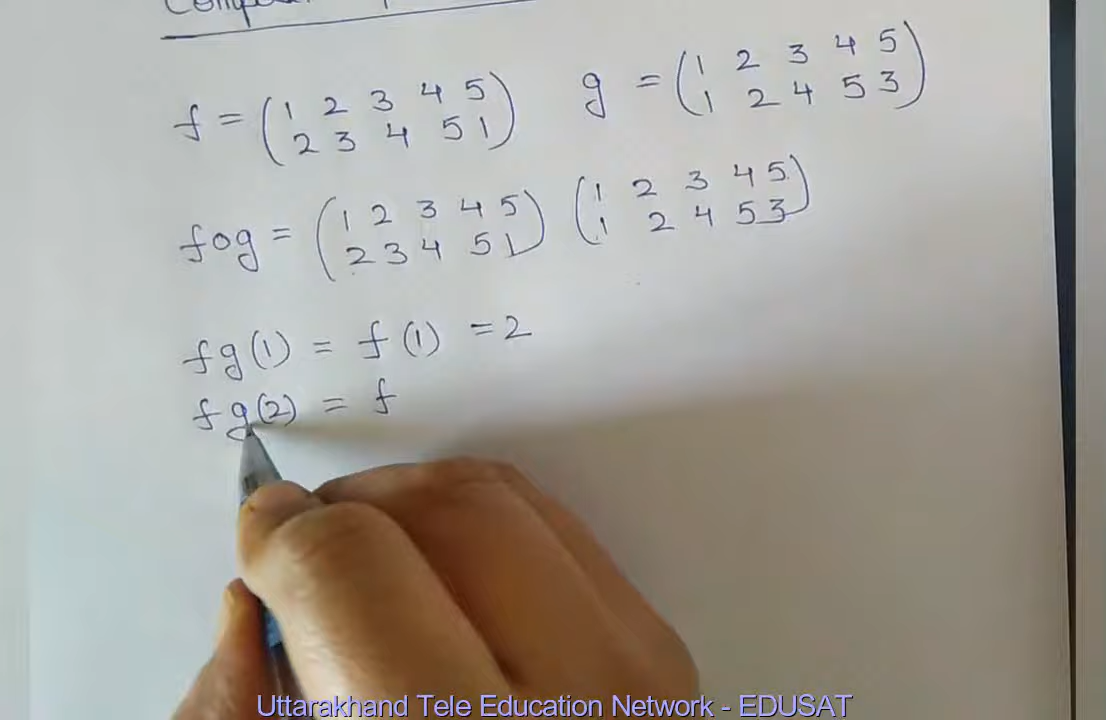 f = ( 1 2 3 4 5 ) g = ( 1 2 3 4 5 )
2 3 4 5 1 1 2 4 5 3
fog = ( 1 2 3 4 5 ) ( 1 2 3 4 5 )
2 3 4 5 1 1 2 4 5 3
fg(1) = f(1) = 2
fg(2) = f
Uttarakhand Tele Education Network - EDUSAT